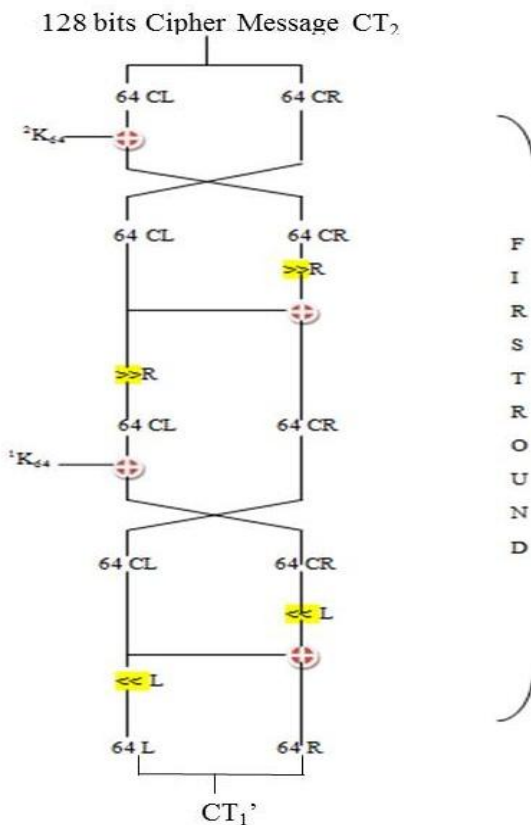 128 bits Cipher Message CT₂
64 CL 64 CR
²K₆₄
64 CL 64 CR
>>R
>>R
64 CL 64 CR
¹K₆₄
64 CL 64 CR
<< L
<< L
64 L 64 R
CT₁’
F
I
R
S
T
R
O
U
N
D